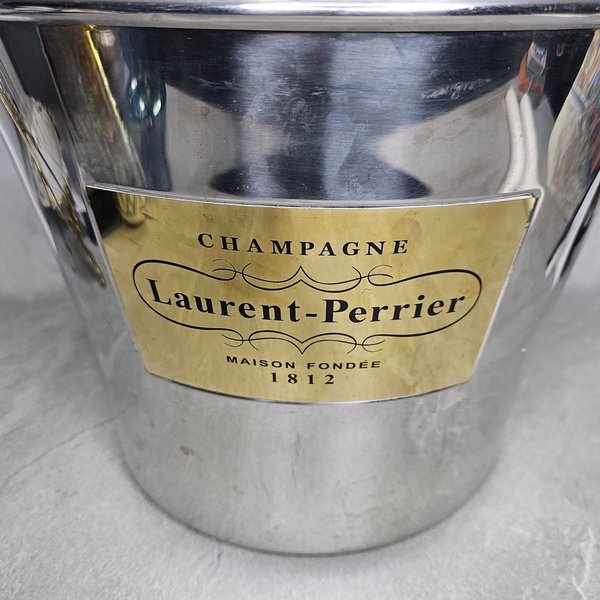 CHAMPAGNE
Laurent-Perrier
MAISON FONDÉE
1812